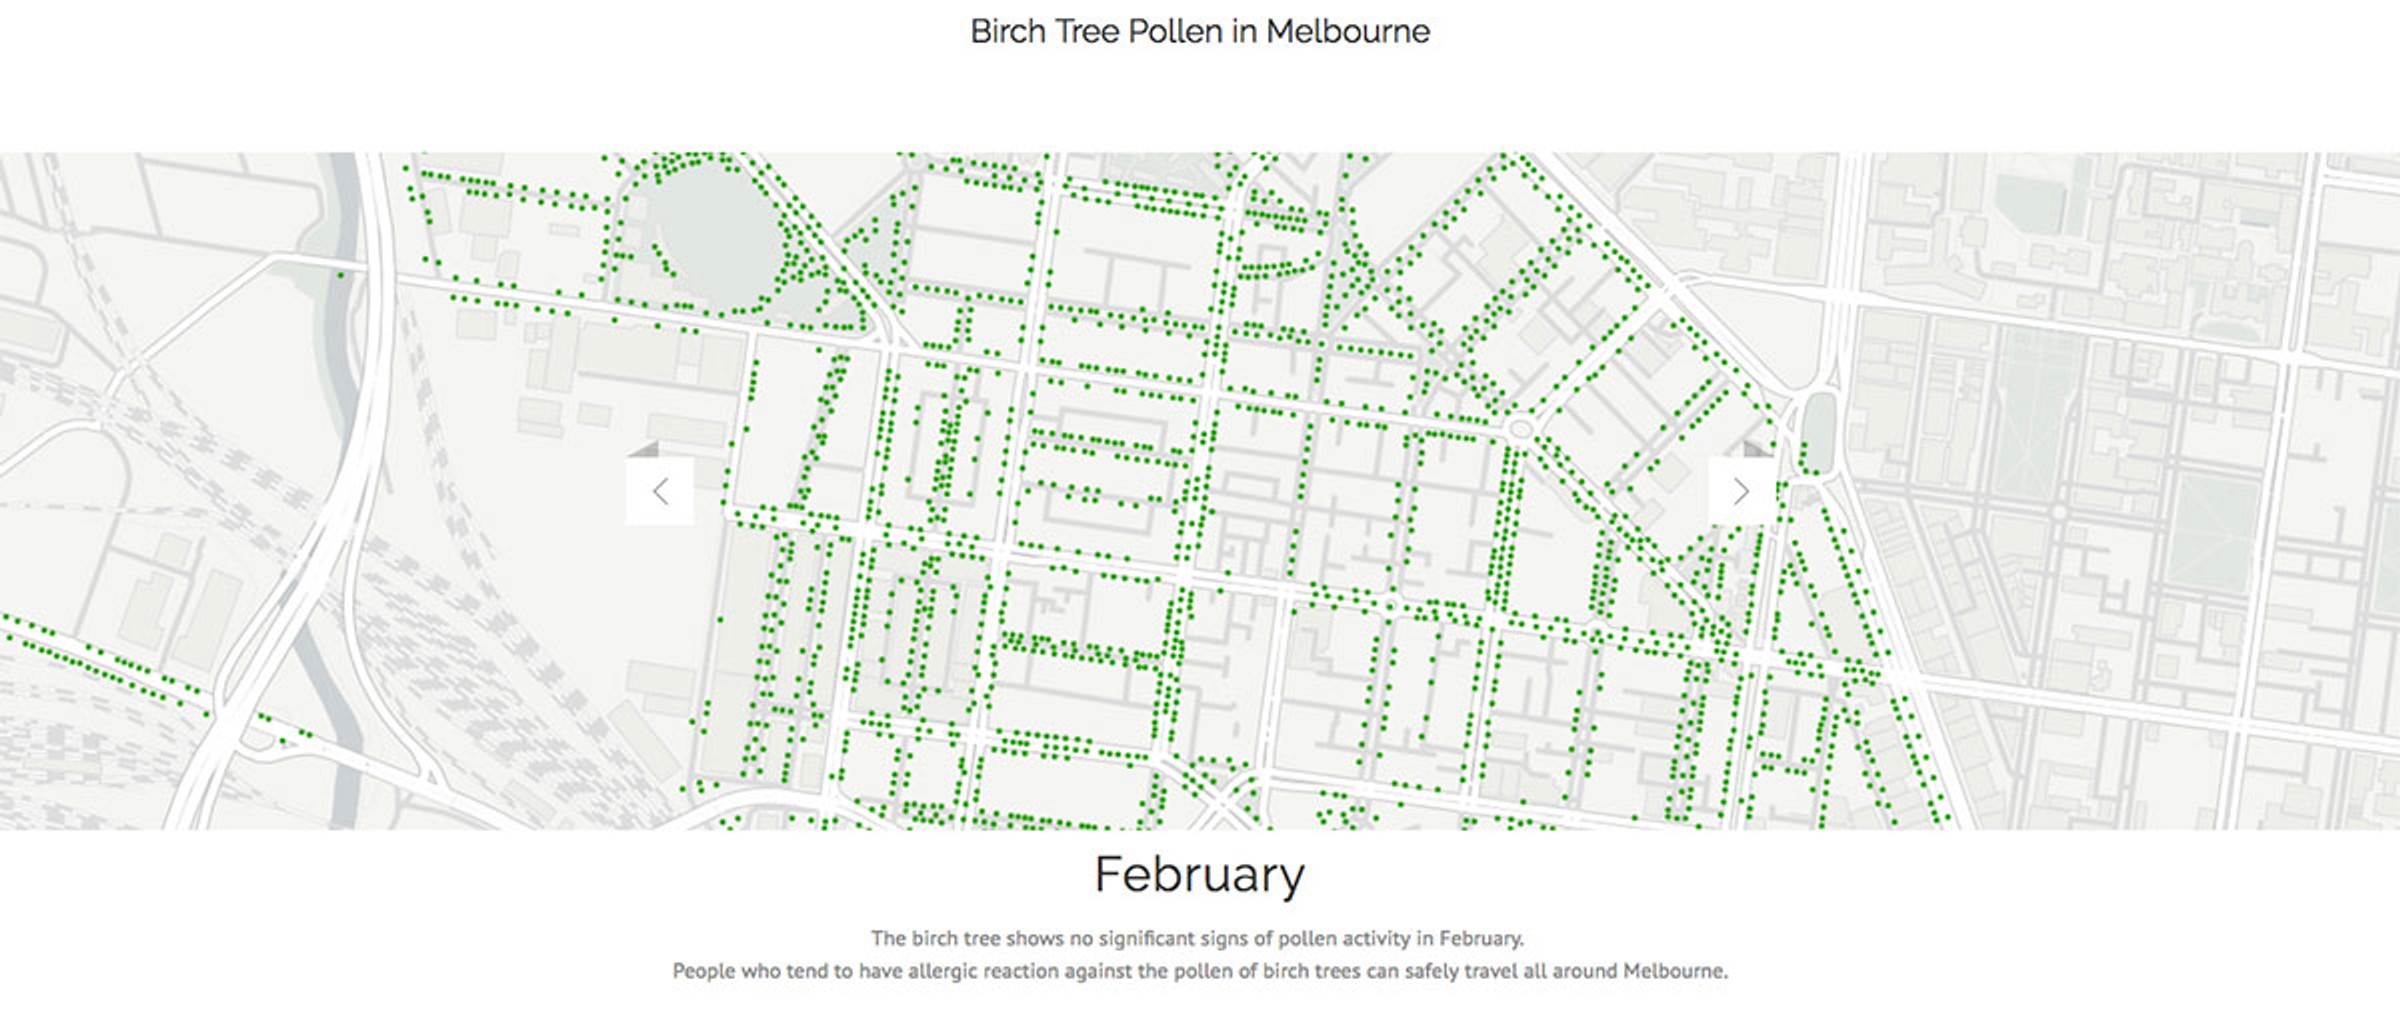 Birch Tree Pollen in Melbourne
February
The birch tree shows no significant signs of pollen activity in February.
People who tend to have allergic reaction against the pollen of birch trees can safely travel all around Melbourne.